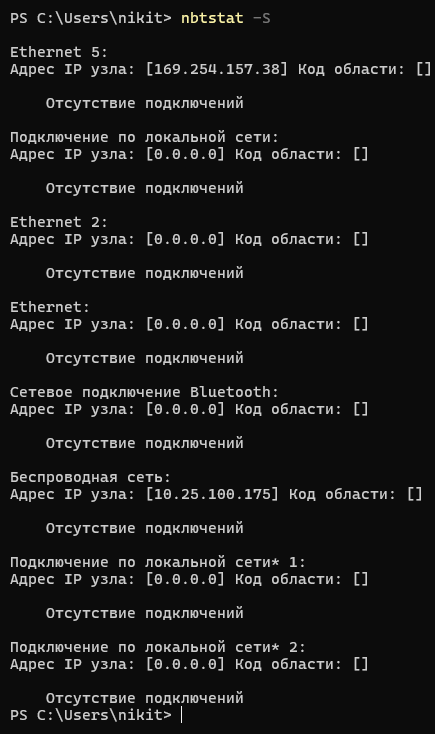 PS C:\Users\nikit> nbtstat -S
Ethernet 5:
Адрес IP узла: [169.254.157.38] Код области: []
Отсутствие подключений
Подключение по локальной сети:
Адрес IP узла: [0.0.0.0] Код области: []
Отсутствие подключений
Ethernet 2:
Адрес IP узла: [0.0.0.0] Код области: []
Отсутствие подключений
Ethernet:
Адрес IP узла: [0.0.0.0] Код области: []
Отсутствие подключений
Сетевое подключение Bluetooth:
Адрес IP узла: [0.0.0.0] Код области: []
Отсутствие подключений
Беспроводная сеть:
Адрес IP узла: [10.25.100.175] Код области: []
Отсутствие подключений
Подключение по локальной сети* 1:
Адрес IP узла: [0.0.0.0] Код области: []
Отсутствие подключений
Подключение по локальной сети* 2:
Адрес IP узла: [0.0.0.0] Код области: []
Отсутствие подключений
PS C:\Users\nikit>